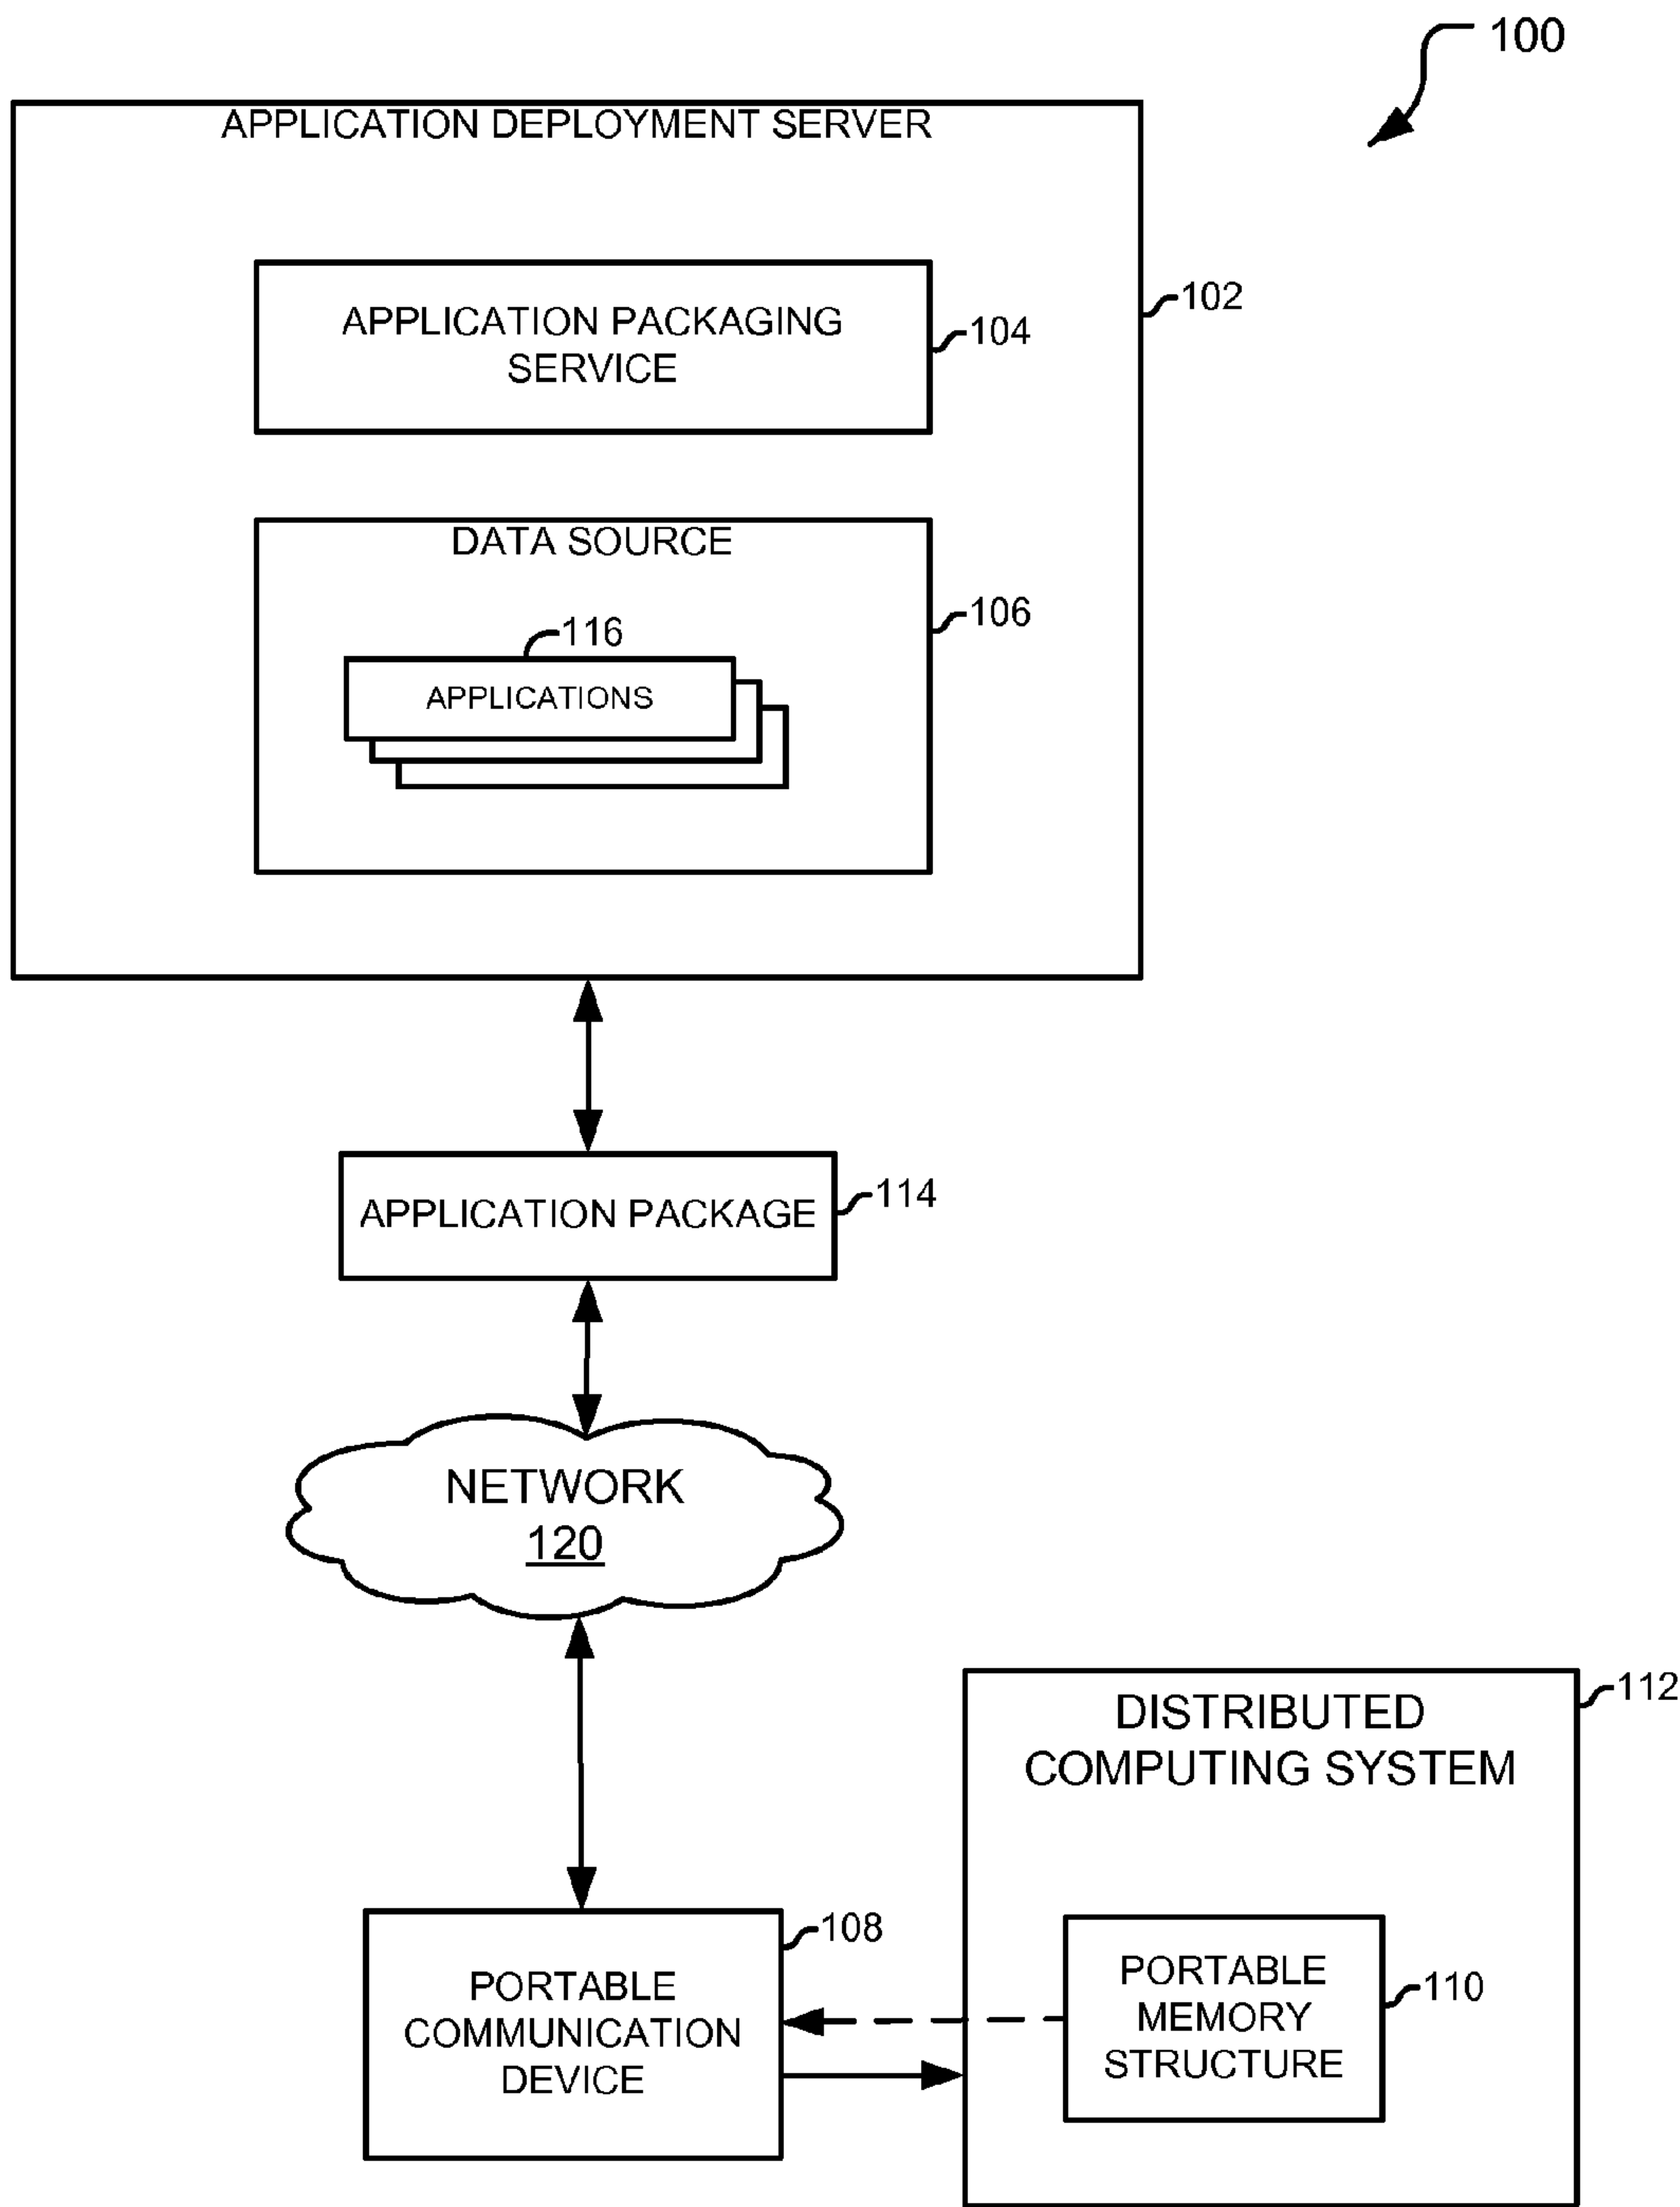 100
APPLICATION DEPLOYMENT SERVER
102
APPLICATION PACKAGING
SERVICE
104
DATA SOURCE
106
116
APPLICATIONS
APPLICATION PACKAGE
114
NETWORK
120
DISTRIBUTED
COMPUTING SYSTEM
112
PORTABLE
COMMUNICATION
DEVICE
108
PORTABLE
MEMORY
STRUCTURE
110